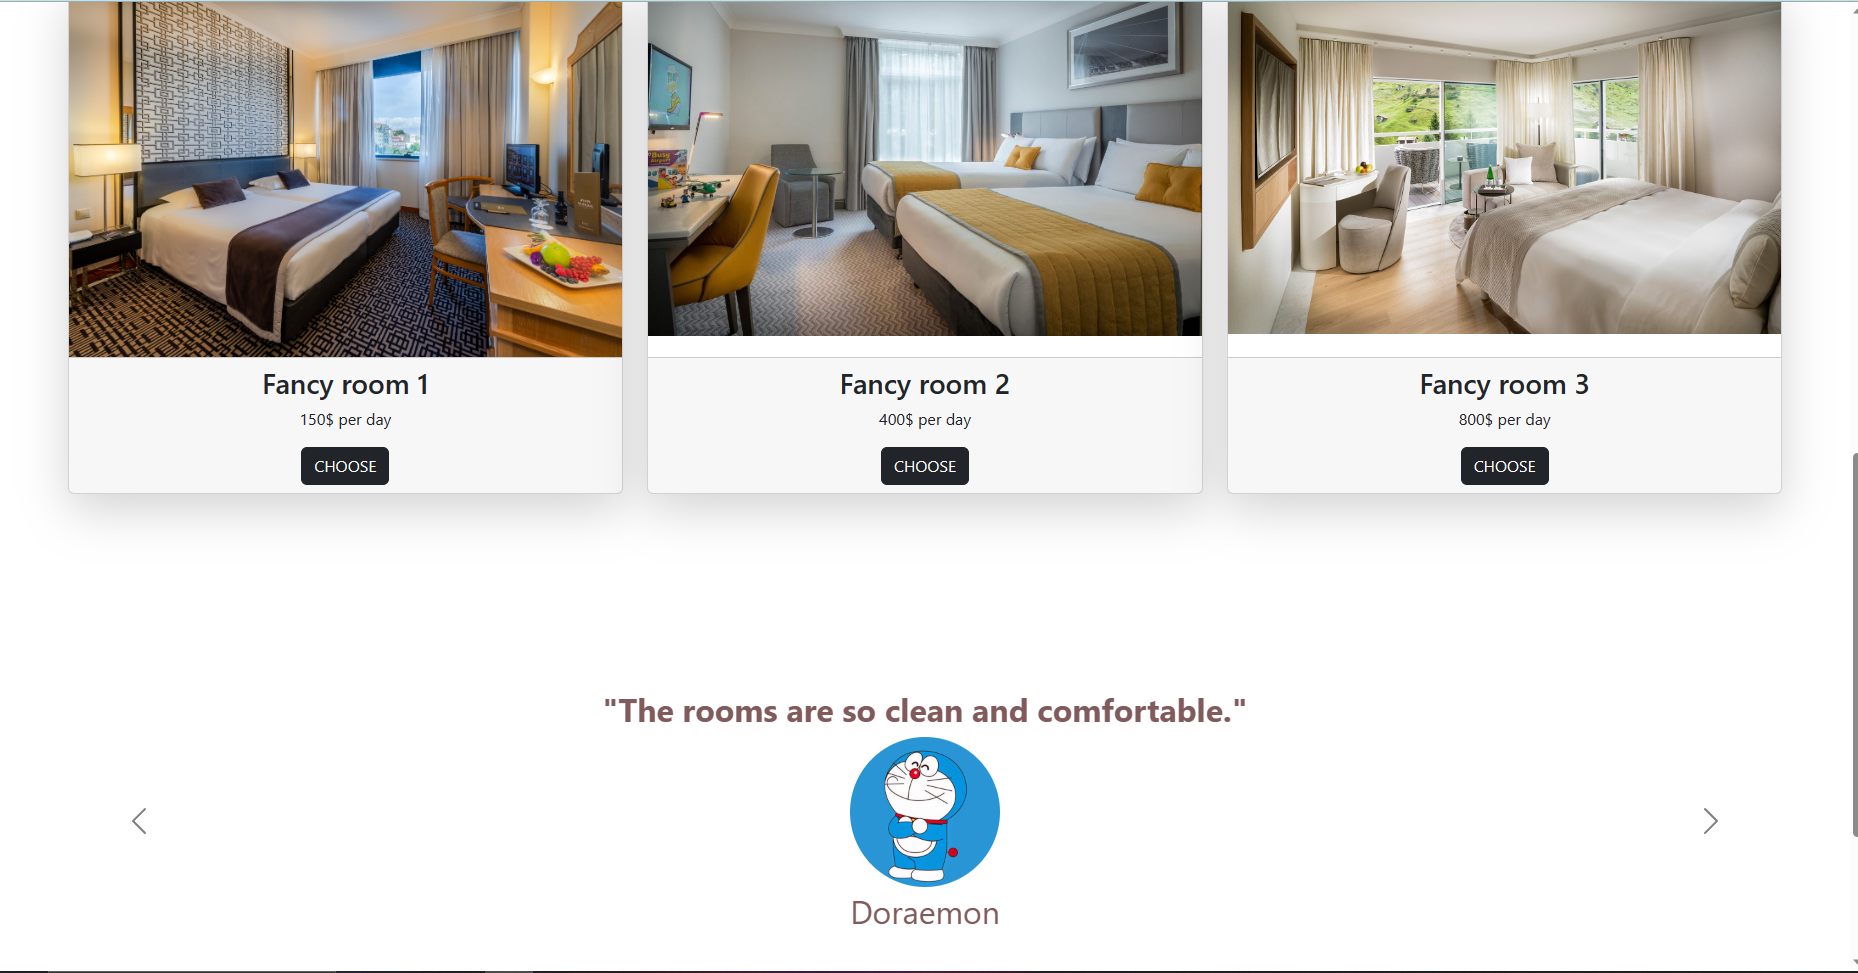 Fancy room 1
150$ per day
CHOOSE
Fancy room 2
400$ per day
CHOOSE
Fancy room 3
800$ per day
CHOOSE
"The rooms are so clean and comfortable."
Doraemon